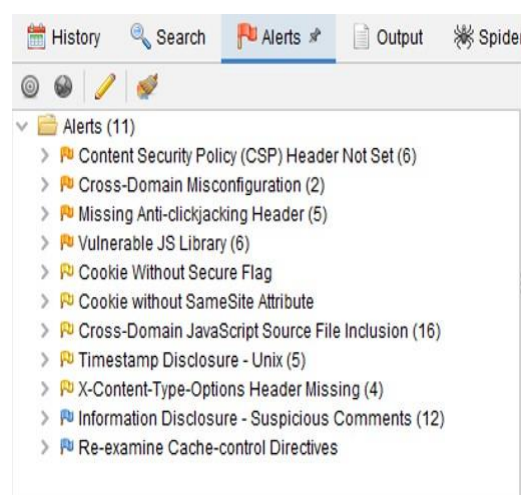 History Search Alerts Output Spider
Alerts (11)
Content Security Policy (CSP) Header Not Set (6)
Cross-Domain Misconfiguration (2)
Missing Anti-clickjacking Header (5)
Vulnerable JS Library (6)
Cookie Without Secure Flag
Cookie without SameSite Attribute
Cross-Domain JavaScript Source File Inclusion (16)
Timestamp Disclosure - Unix (5)
X-Content-Type-Options Header Missing (4)
Information Disclosure - Suspicious Comments (12)
Re-examine Cache-control Directives